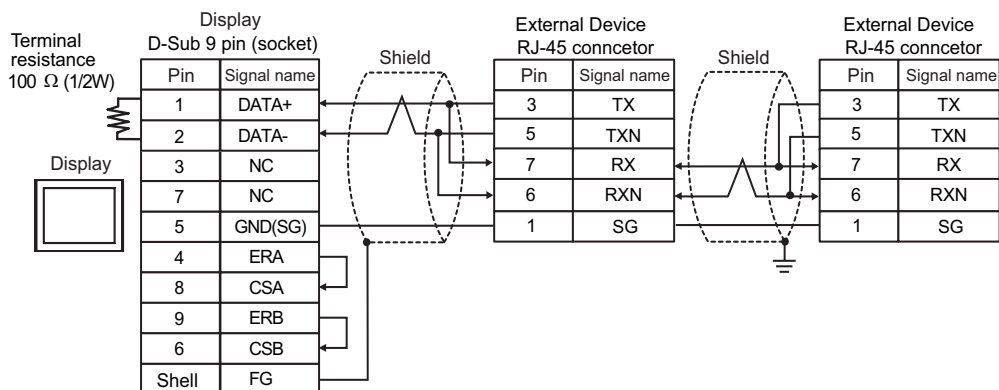 Terminal
resistance
100 Ω (1/2W)
Display
Display
D-Sub 9 pin (socket)
Pin Signal name
1 DATA+
2 DATA-
3 NC
7 NC
5 GND(SG)
4 ERA
8 CSA
9 ERB
6 CSB
Shell FG
Shield
External Device
RJ-45 conncetor
Pin Signal name
3 TX
5 TXN
7 RX
6 RXN
1 SG
Shield
External Device
RJ-45 conncetor
Pin Signal name
3 TX
5 TXN
7 RX
6 RXN
1 SG